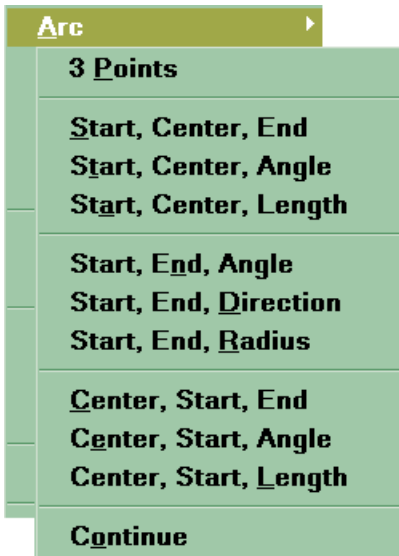 Arc
3 Points
Start, Center, End
Start, Center, Angle
Start, Center, Length
Start, End, Angle
Start, End, Direction
Start, End, Radius
Center, Start, End
Center, Start, Angle
Center, Start, Length
Continue